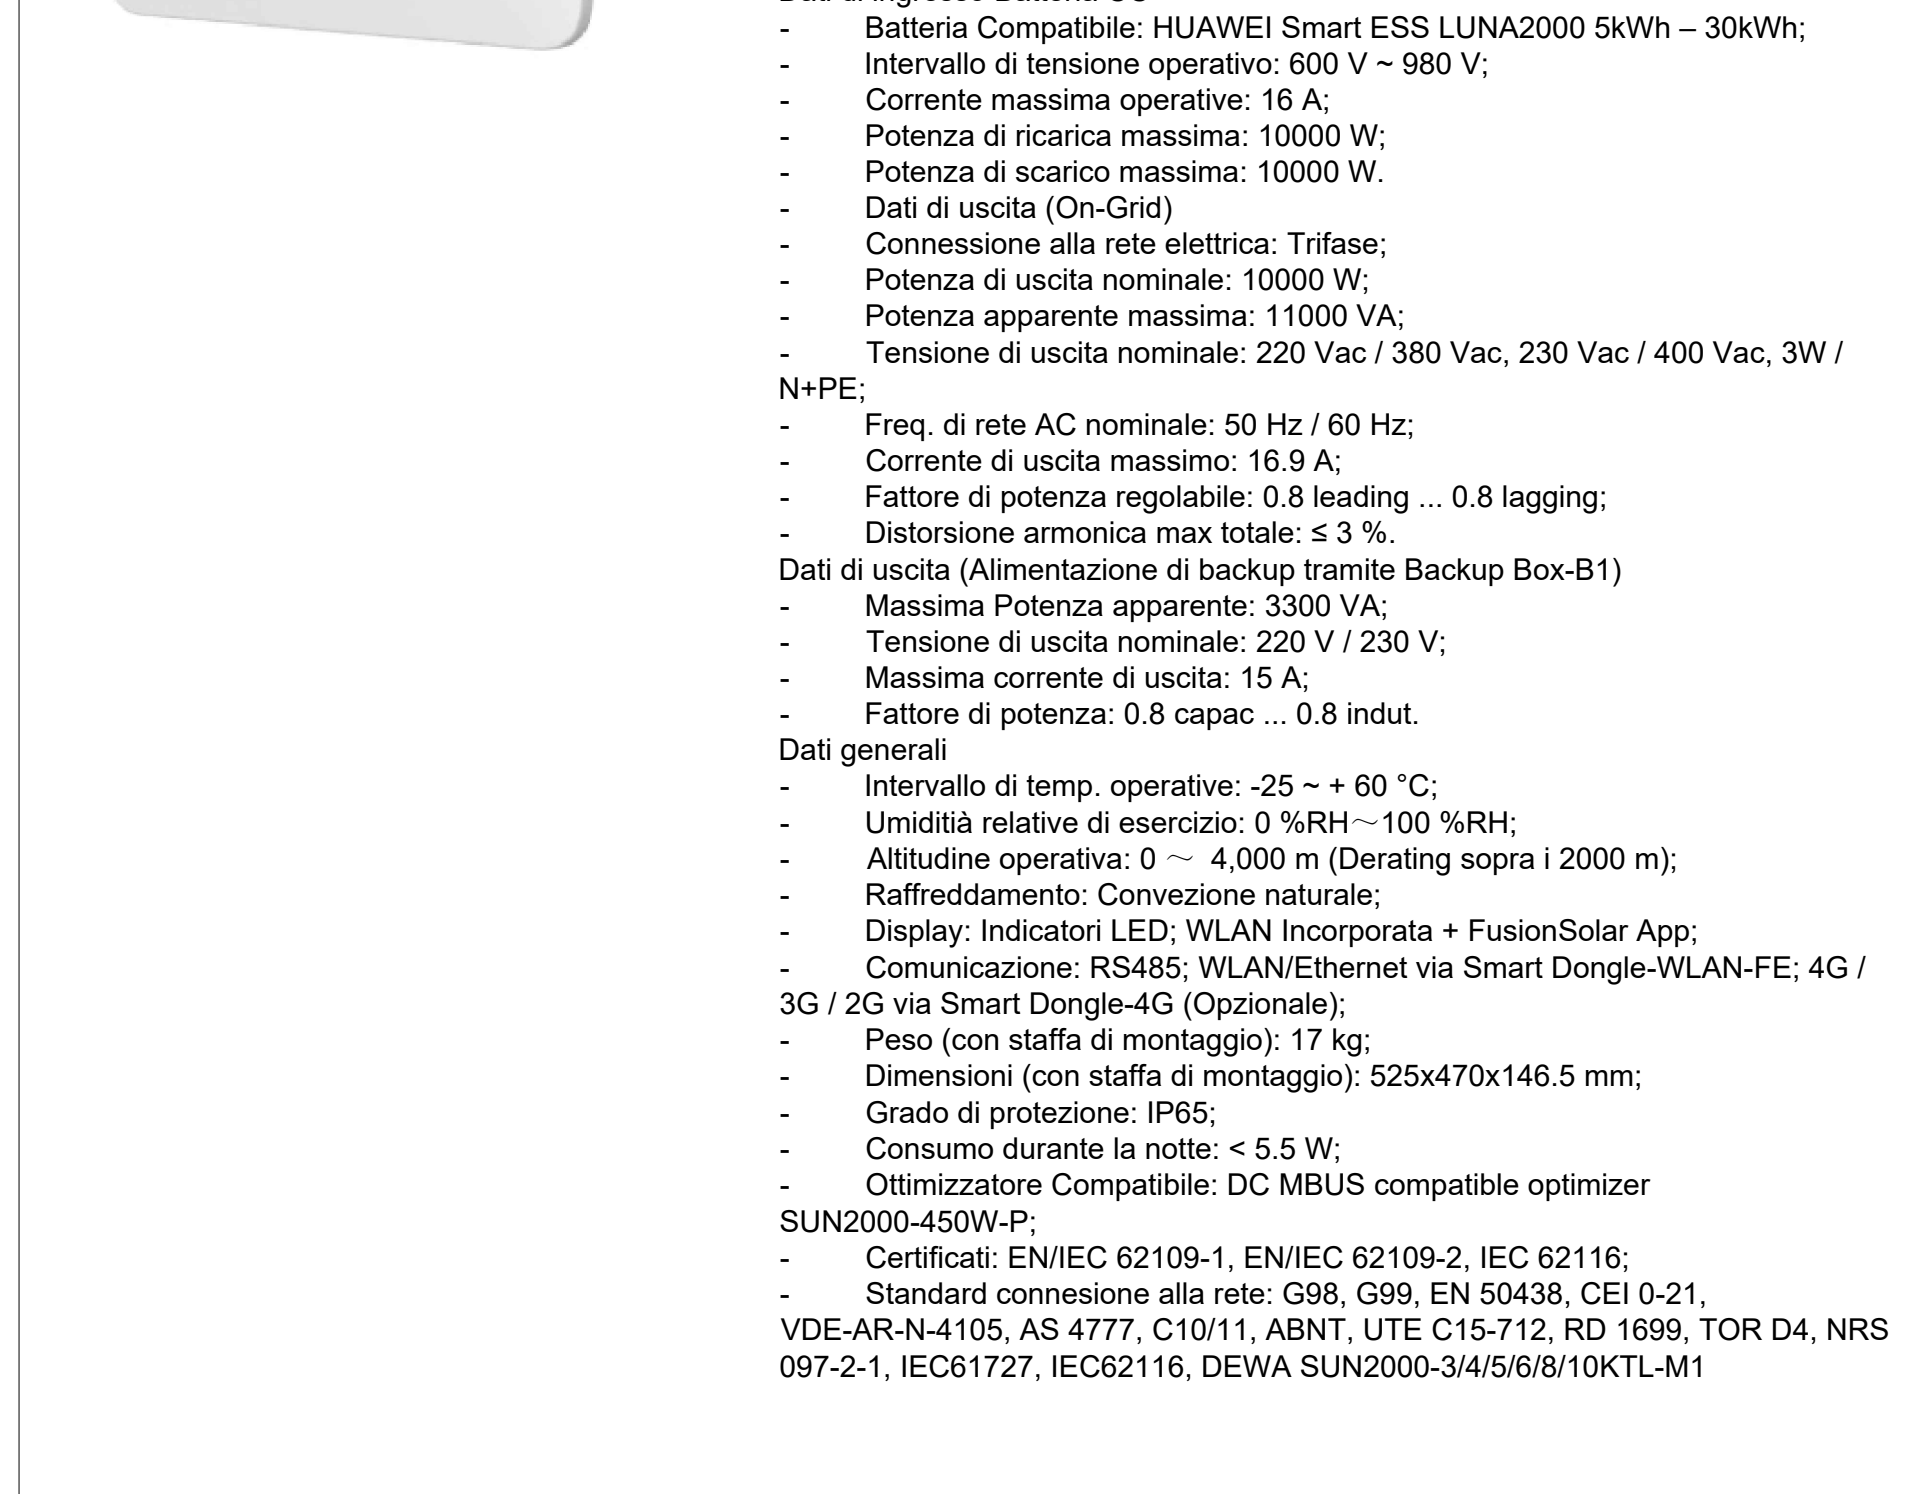 - Batteria Compatibile: HUAWEI Smart ESS LUNA2000 5kWh – 30kWh;
- Intervallo di tensione operativo: 600 V ~ 980 V;
- Corrente massima operative: 16 A;
- Potenza di ricarica massima: 10000 W;
- Potenza di scarico massima: 10000 W.
- Dati di uscita (On-Grid)
- Connessione alla rete elettrica: Trifase;
- Potenza di uscita nominale: 10000 W;
- Potenza apparente massima: 11000 VA;
- Tensione di uscita nominale: 220 Vac / 380 Vac, 230 Vac / 400 Vac, 3W /
N+PE;
- Freq. di rete AC nominale: 50 Hz / 60 Hz;
- Corrente di uscita massimo: 16.9 A;
- Fattore di potenza regolabile: 0.8 leading ... 0.8 lagging;
- Distorsione armonica max totale: ≤ 3 %.
Dati di uscita (Alimentazione di backup tramite Backup Box-B1)
- Massima Potenza apparente: 3300 VA;
- Tensione di uscita nominale: 220 V / 230 V;
- Massima corrente di uscita: 15 A;
- Fattore di potenza: 0.8 capac ... 0.8 indut.
Dati generali
- Intervallo di temp. operative: -25 ~ + 60 °C;
- Umiditià relative di esercizio: 0 %RH～100 %RH;
- Altitudine operativa: 0 ～ 4,000 m (Derating sopra i 2000 m);
- Raffreddamento: Convezione naturale;
- Display: Indicatori LED; WLAN Incorporata + FusionSolar App;
- Comunicazione: RS485; WLAN/Ethernet via Smart Dongle-WLAN-FE; 4G /
3G / 2G via Smart Dongle-4G (Opzionale);
- Peso (con staffa di montaggio): 17 kg;
- Dimensioni (con staffa di montaggio): 525x470x146.5 mm;
- Grado di protezione: IP65;
- Consumo durante la notte: < 5.5 W;
- Ottimizzatore Compatibile: DC MBUS compatible optimizer
SUN2000-450W-P;
- Certificati: EN/IEC 62109-1, EN/IEC 62109-2, IEC 62116;
- Standard connesione alla rete: G98, G99, EN 50438, CEI 0-21,
VDE-AR-N-4105, AS 4777, C10/11, ABNT, UTE C15-712, RD 1699, TOR D4, NRS
097-2-1, IEC61727, IEC62116, DEWA SUN2000-3/4/5/6/8/10KTL-M1